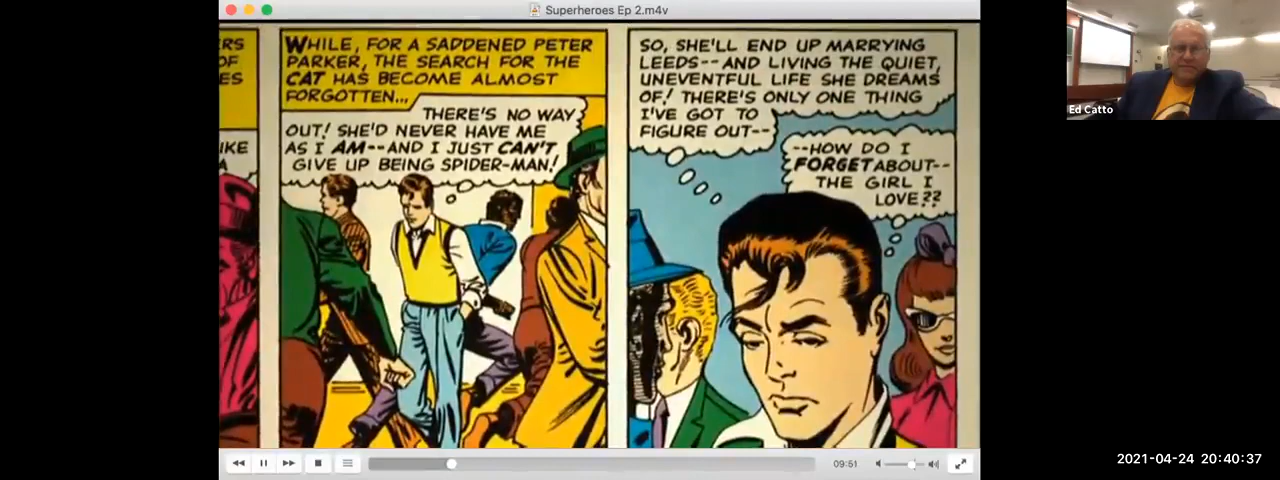 Superheroes Ep 2.m4v
RS
OF
ES
IKE
WHILE, FOR A SADDENED PETER
PARKER, THE SEARCH FOR THE
CAT HAS BECOME ALMOST
FORGOTTEN...
THERE'S NO WAY
OUT! SHE'D NEVER HAVE ME
AS I AM--AND I JUST CAN'T
GIVE UP BEING SPIDER-MAN!
SO, SHE'LL END UP MARRYING
LEEDS--AND LIVING THE QUIET,
UNEVENTFUL LIFE SHE DREAMS
OF! THERE'S ONLY ONE THING
I'VE GOT TO
FIGURE OUT--
--HOW DO I
FORGET ABOUT--
THE GIRL I
LOVE??
Ed Catto
09:51
2021-04-24 20:40:37